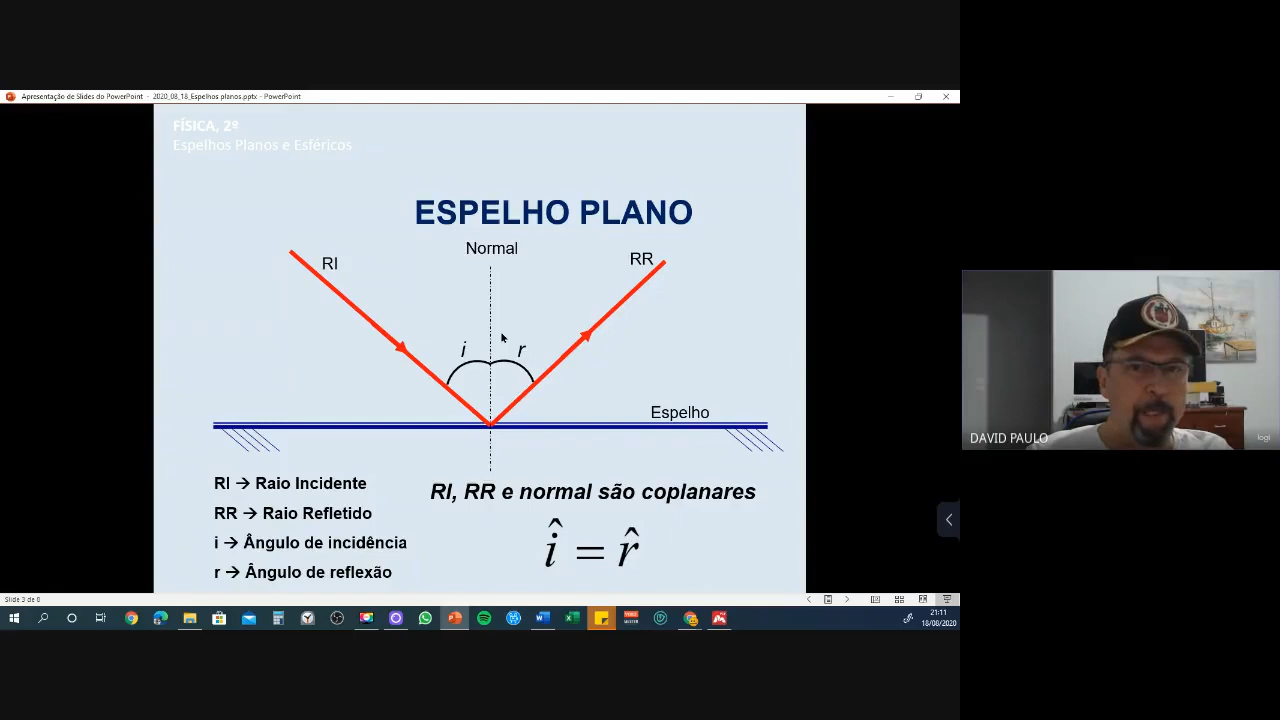 Apresentação de Slides do PowerPoint - 2020_08_18_Espelhos planos.pptx - PowerPoint
FÍSICA, 2º
Espelhos Planos e Esféricos
ESPELHO PLANO
Normal
RI
RR
i
r
Espelho
RI → Raio Incidente
RR → Raio Refletido
i → Ângulo de incidência
r → Ângulo de reflexão
RI, RR e normal são coplanares
î = r̂
DAVID PAULO
logi
Slide 3 de 8
21:11
18/08/2020